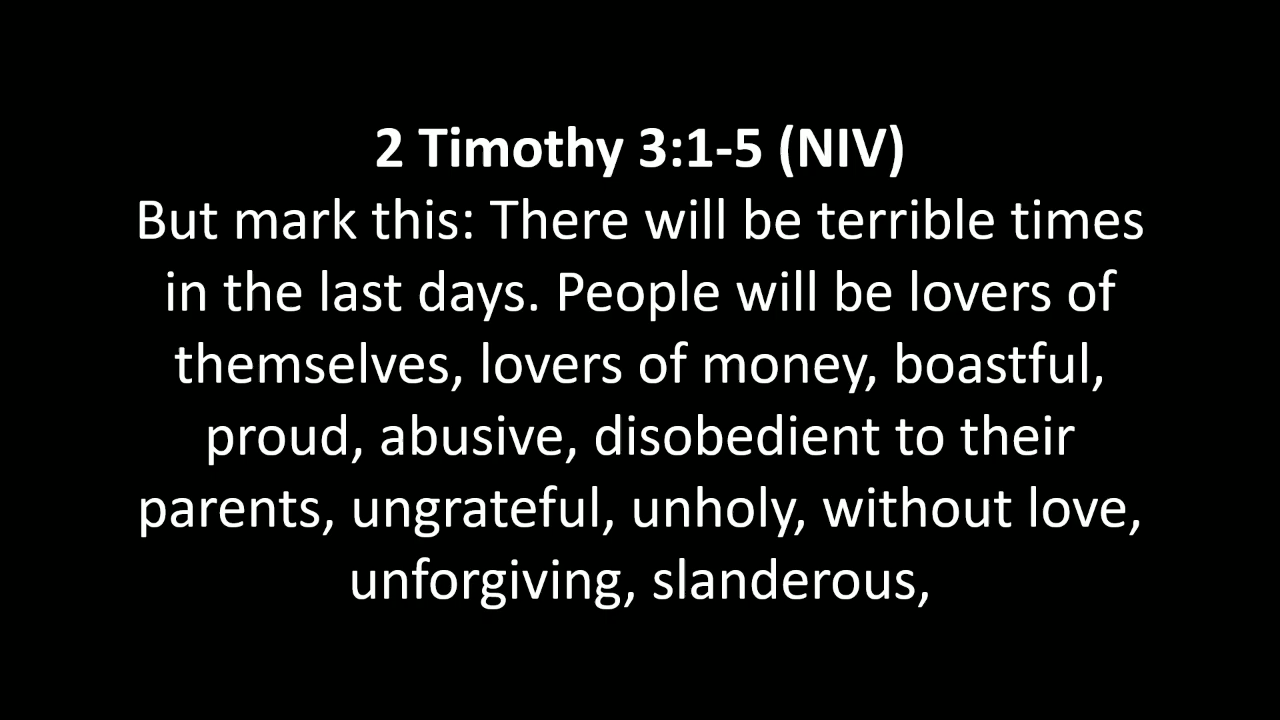 2 Timothy 3:1-5 (NIV)
But mark this: There will be terrible times
in the last days. People will be lovers of
themselves, lovers of money, boastful,
proud, abusive, disobedient to their
parents, ungrateful, unholy, without love,
unforgiving, slanderous,